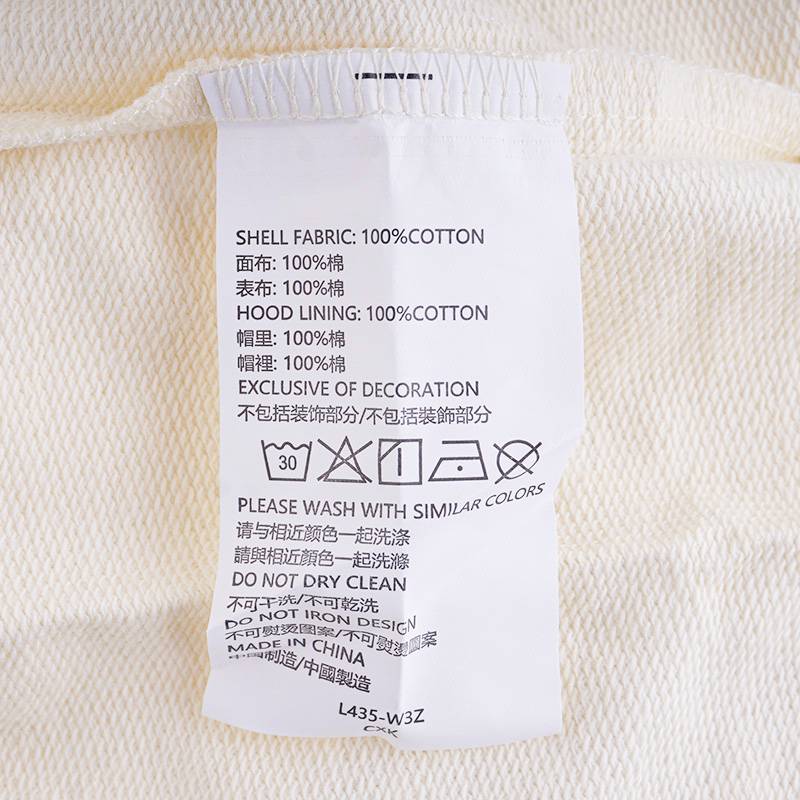 SHELL FABRIC: 100%COTTON
面布: 100%棉
表布: 100%棉
HOOD LINING: 100%COTTON
帽里: 100%棉
帽裡: 100%棉
EXCLUSIVE OF DECORATION
不包括装饰部分/不包括裝飾部分
30
PLEASE WASH WITH SIMILAR COLORS
请与相近颜色一起洗涤
請與相近顏色一起洗滌
DO NOT DRY CLEAN
不可干洗/不可乾洗
DO NOT IRON DESIGN
不可熨烫图案/不可熨燙圖案
MADE IN CHINA
中国制造/中國製造
L435-W3Z
CXK